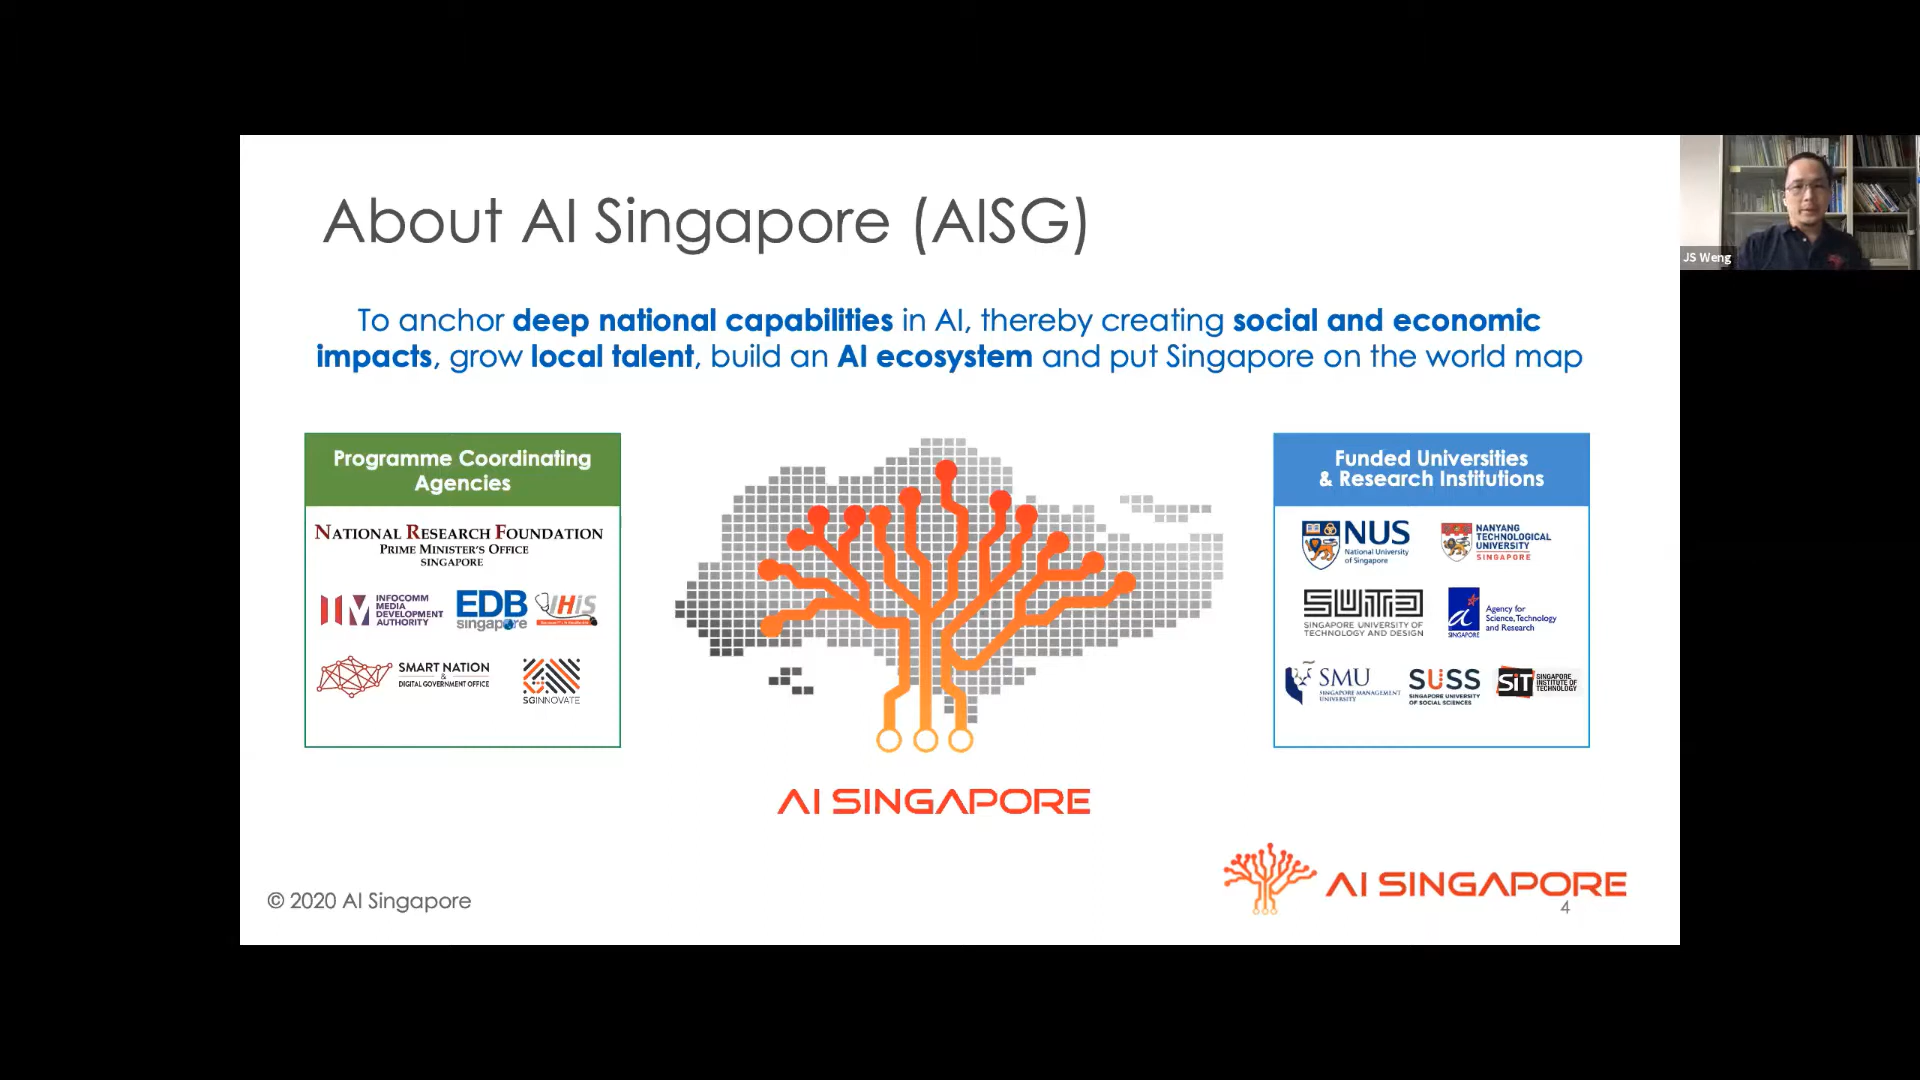 About AI Singapore (AISG)
JS Weng
To anchor deep national capabilities in AI, thereby creating social and economic
impacts, grow local talent, build an AI ecosystem and put Singapore on the world map
Programme Coordinating
Agencies
NATIONAL RESEARCH FOUNDATION
PRIME MINISTER'S OFFICE
SINGAPORE
INFOCOMM
MEDIA
DEVELOPMENT
AUTHORITY
EDB
singapore
IHiS
SMART NATION
&
DIGITAL GOVERNMENT OFFICE
SGINNOVATE
AI SINGAPORE
Funded Universities
& Research Institutions
NUS
National University
of Singapore
NANYANG
TECHNOLOGICAL
UNIVERSITY
SINGAPORE
SUTD
SINGAPORE UNIVERSITY OF
TECHNOLOGY AND DESIGN
Agency for
Science, Technology
and Research
SINGAPORE
SMU
SINGAPORE MANAGEMENT
UNIVERSITY
SUSS
SINGAPORE UNIVERSITY
OF SOCIAL SCIENCES
SiT
SINGAPORE
INSTITUTE OF
TECHNOLOGY
© 2020 AI Singapore
AI SINGAPORE
4